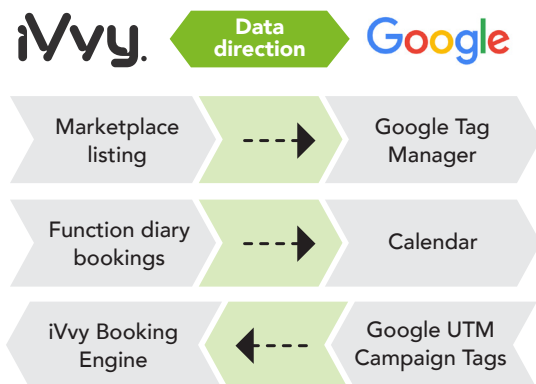 iVvy.
Data
direction
Google
Marketplace
listing
Google Tag
Manager
Function diary
bookings
Calendar
iVvy Booking
Engine
Google UTM
Campaign Tags